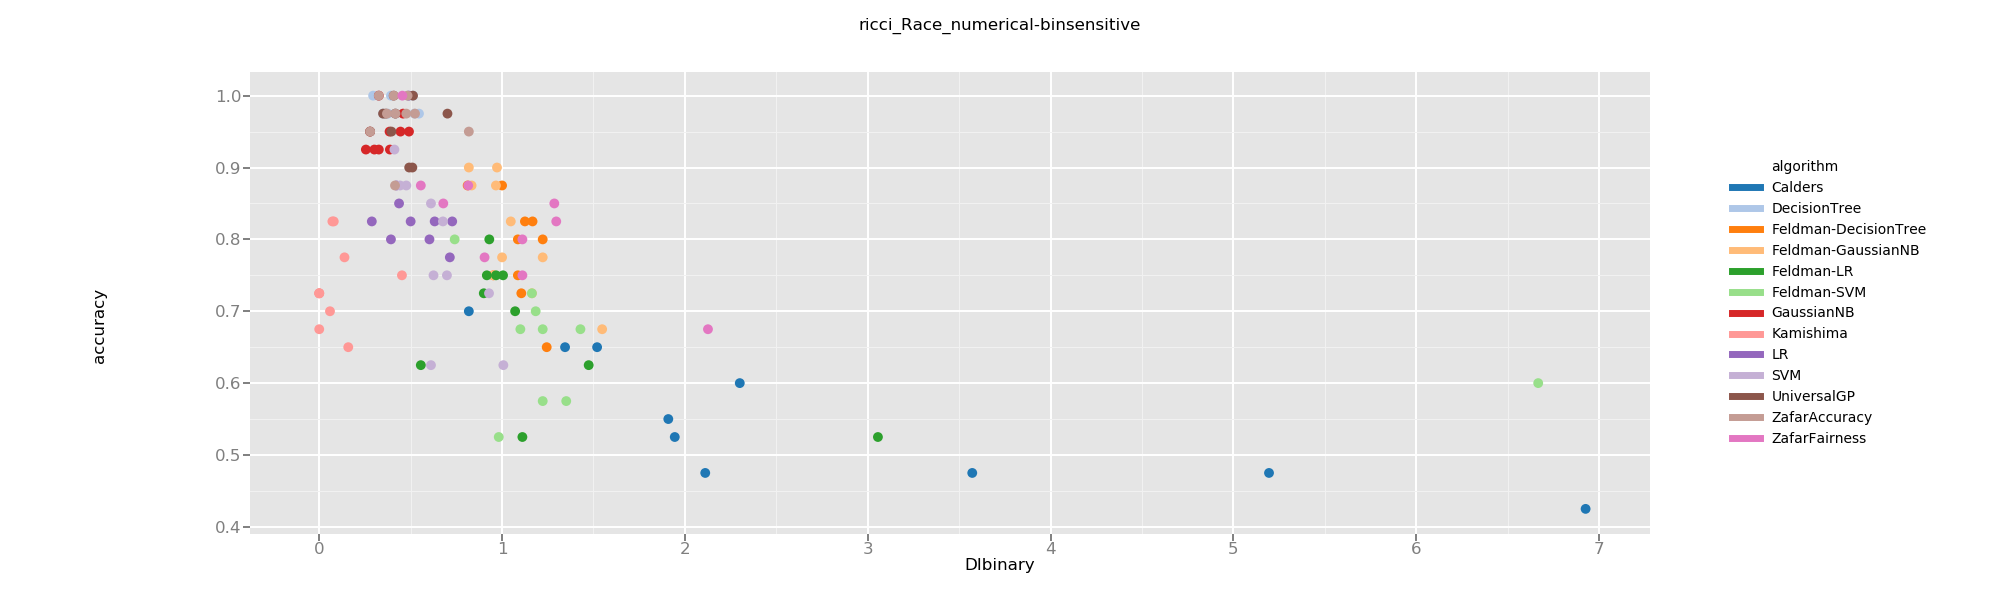 ricci_Race_numerical-binsensitive
1.0
0.9
0.8
0.7
0.6
0.5
0.4
accuracy
0 1 2 3 4 5 6 7
DIbinary
algorithm
Calders
DecisionTree
Feldman-DecisionTree
Feldman-GaussianNB
Feldman-LR
Feldman-SVM
GaussianNB
Kamishima
LR
SVM
UniversalGP
ZafarAccuracy
ZafarFairness